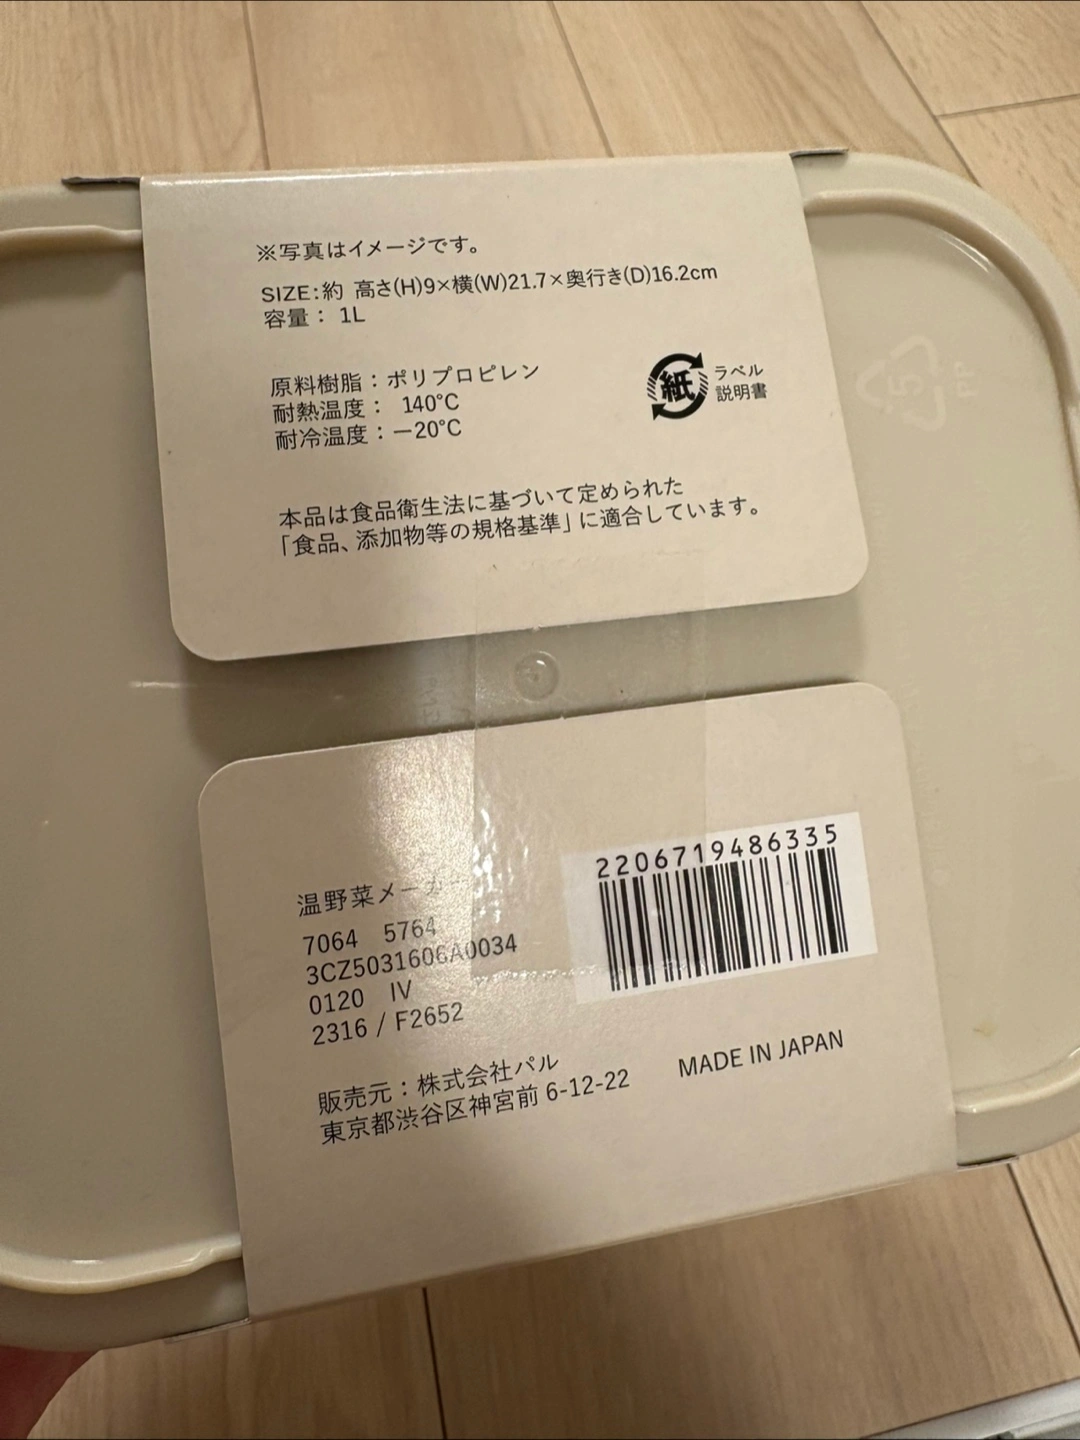 ※写真はイメージです。
SIZE:約 高さ(H)9×横(W)21.7×奥行き(D)16.2cm
容量： 1L
原料樹脂：ポリプロピレン
耐熱温度： 140°C
耐冷温度：−20°C
紙
ラベル
説明書
本品は食品衛生法に基づいて定められた
「食品、添加物等の規格基準」に適合しています。
5
PP
温野菜メーカー
7064 5764
3CZ5031606A0034
0120 IV
2316 / F2652
2206719486335
販売元：株式会社パル
東京都渋谷区神宮前 6-12-22
MADE IN JAPAN